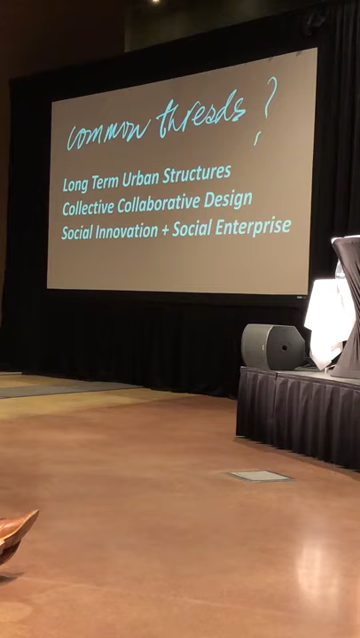 common threads?
Long Term Urban Structures
Collective Collaborative Design
Social Innovation + Social Enterprise